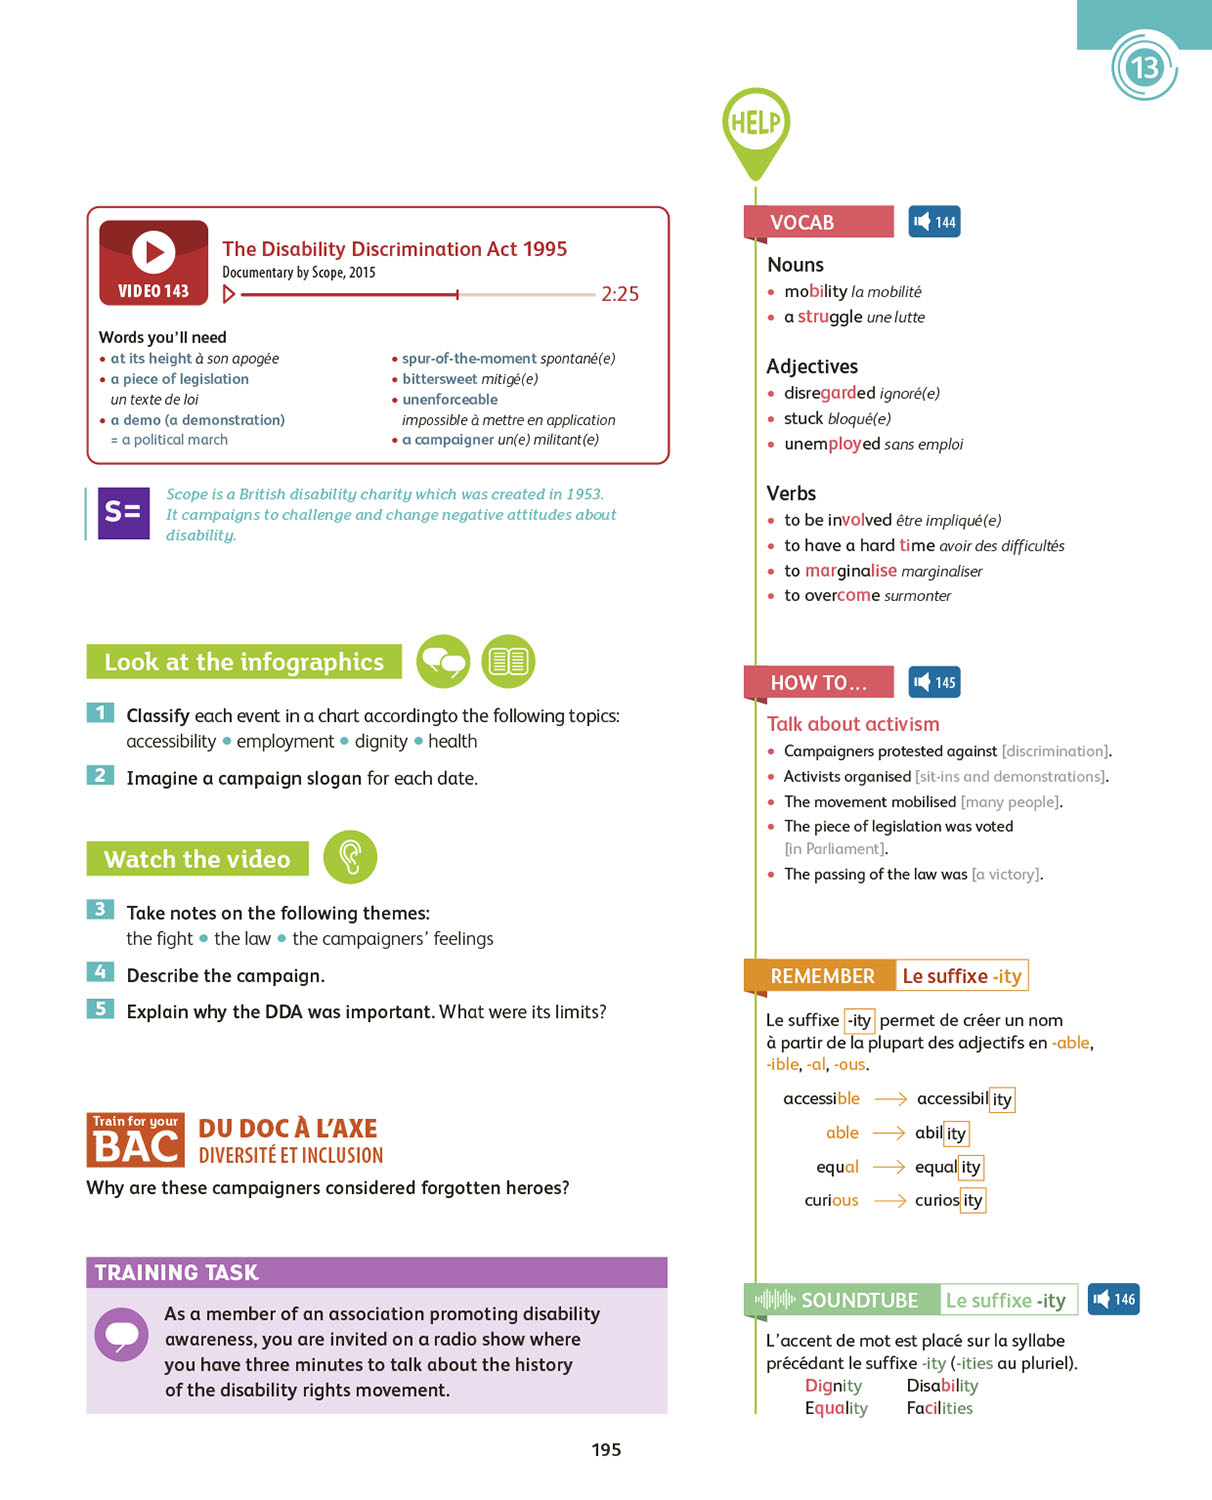 13
HELP
VIDEO 143
The Disability Discrimination Act 1995
Documentary by Scope, 2015
2:25
Words you'll need
• at its height à son apogée
• a piece of legislation
un texte de loi
• a demo (a demonstration)
= a political march
• spur-of-the-moment spontané(e)
• bittersweet mitigé(e)
• unenforceable
impossible à mettre en application
• a campaigner un(e) militant(e)
S=
Scope is a British disability charity which was created in 1953.
It campaigns to challenge and change negative attitudes about
disability.
Look at the infographics
1 Classify each event in a chart accordingto the following topics:
accessibility • employment • dignity • health
2 Imagine a campaign slogan for each date.
Watch the video
3 Take notes on the following themes:
the fight • the law • the campaigners' feelings
4 Describe the campaign.
5 Explain why the DDA was important. What were its limits?
Train for your
BAC
DU DOC À L'AXE
DIVERSITÉ ET INCLUSION
Why are these campaigners considered forgotten heroes?
TRAINING TASK
As a member of an association promoting disability
awareness, you are invited on a radio show where
you have three minutes to talk about the history
of the disability rights movement.
VOCAB
144
Nouns
• mobility la mobilité
• a struggle une lutte
Adjectives
• disregarded ignoré(e)
• stuck bloqué(e)
• unemployed sans emploi
Verbs
• to be involved être impliqué(e)
• to have a hard time avoir des difficultés
• to marginalise marginaliser
• to overcome surmonter
HOW TO...
145
Talk about activism
• Campaigners protested against [discrimination].
• Activists organised [sit-ins and demonstrations].
• The movement mobilised [many people].
• The piece of legislation was voted
[in Parliament].
• The passing of the law was [a victory].
REMEMBER Le suffixe -ity
Le suffixe -ity permet de créer un nom
à partir de la plupart des adjectifs en -able,
-ible, -al, -ous.
accessible → accessibility
able → ability
equal → equality
curious → curiosity
SOUNDTUBE Le suffixe -ity
146
L'accent de mot est placé sur la syllabe
précédant le suffixe -ity (-ities au pluriel).
Dignity Disability
Equality Facilities
195